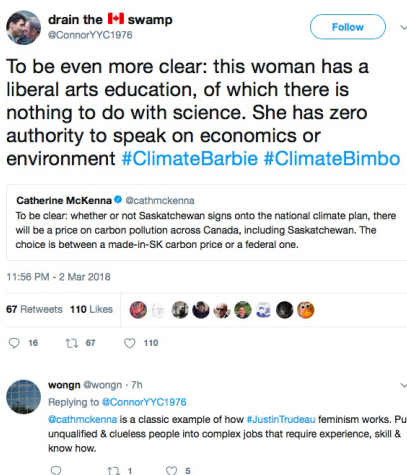 drain the 🇨🇦 swamp
@ConnorYYC1976
Follow
To be even more clear: this woman has a
liberal arts education, of which there is
nothing to do with science. She has zero
authority to speak on economics or
environment #ClimateBarbie #ClimateBimbo
Catherine McKenna @cathmckenna
To be clear: whether or not Saskatchewan signs onto the national climate plan, there
will be a price on carbon pollution across Canada, including Saskatchewan. The
choice is between a made-in-SK carbon price or a federal one.
11:56 PM - 2 Mar 2018
67 Retweets 110 Likes
16 67 110
wongn @wongn · 7h
Replying to @ConnorYYC1976
@cathmckenna is a classic example of how #JustinTrudeau feminism works. Pu
unqualified & clueless people into complex jobs that require experience, skill &
know how.
1 5